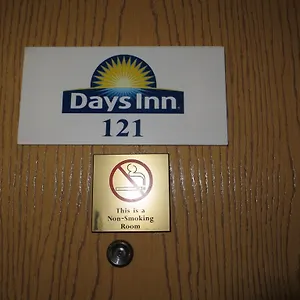 Days Inn
121
This is a
Non-Smoking
Room